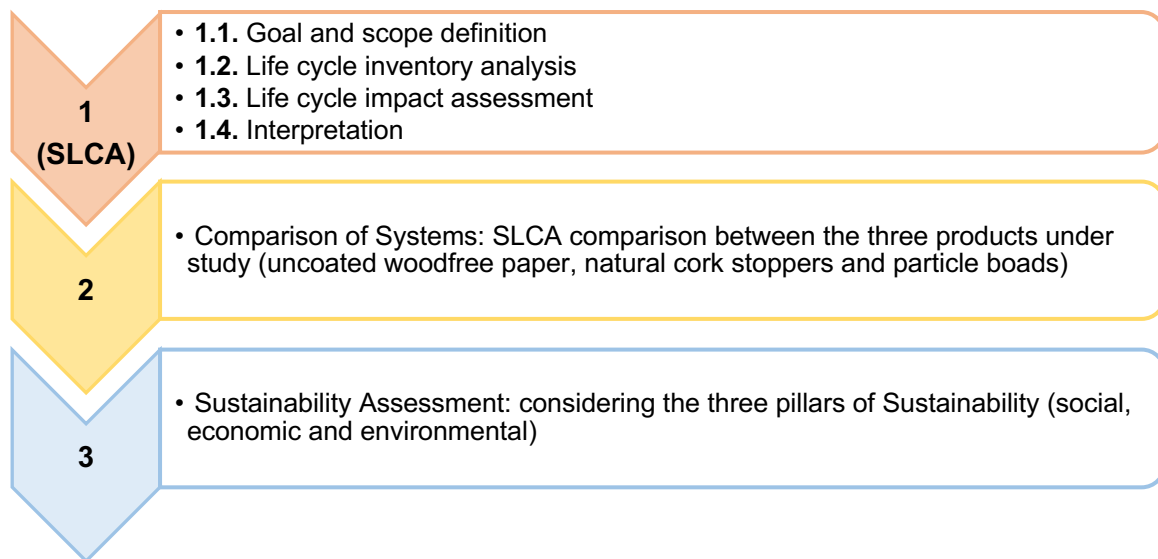 1
(SLCA)
• 1.1. Goal and scope definition
• 1.2. Life cycle inventory analysis
• 1.3. Life cycle impact assessment
• 1.4. Interpretation
2
• Comparison of Systems: SLCA comparison between the three products under
study (uncoated woodfree paper, natural cork stoppers and particle boads)
3
• Sustainability Assessment: considering the three pillars of Sustainability (social,
economic and environmental)